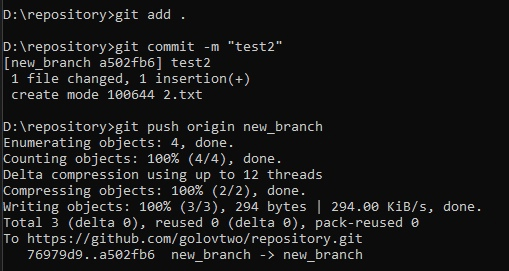 D:\repository>git add .
D:\repository>git commit -m "test2"
[new_branch a502fb6] test2
 1 file changed, 1 insertion(+)
 create mode 100644 2.txt
D:\repository>git push origin new_branch
Enumerating objects: 4, done.
Counting objects: 100% (4/4), done.
Delta compression using up to 12 threads
Compressing objects: 100% (2/2), done.
Writing objects: 100% (3/3), 294 bytes | 294.00 KiB/s, done.
Total 3 (delta 0), reused 0 (delta 0), pack-reused 0
To https://github.com/golovtwo/repository.git
   76979d9..a502fb6  new_branch -> new_branch